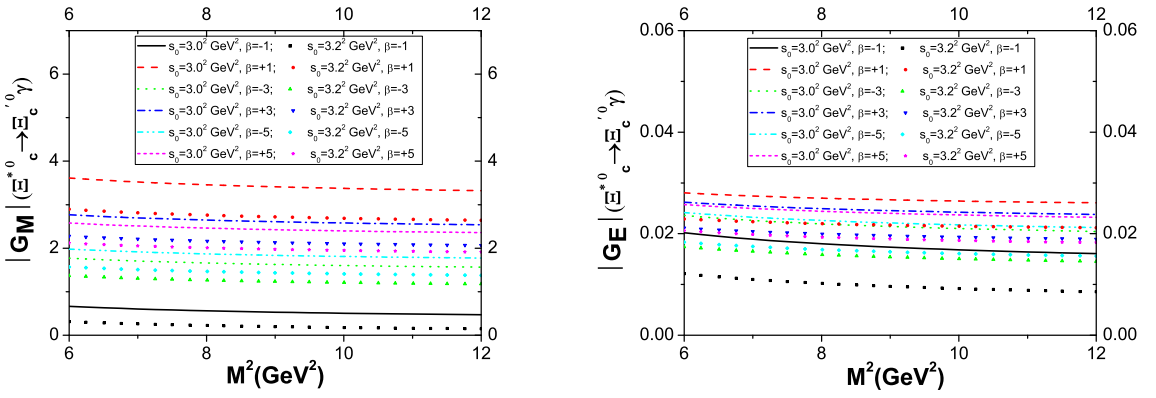 6 8 10 12
s₀=3.0² GeV², β=-1; s₀=3.2² GeV², β=-1
s₀=3.0² GeV², β=+1; s₀=3.2² GeV², β=+1
s₀=3.0² GeV², β=-3; s₀=3.2² GeV², β=-3
s₀=3.0² GeV², β=+3; s₀=3.2² GeV², β=+3
s₀=3.0² GeV², β=-5; s₀=3.2² GeV², β=-5
s₀=3.0² GeV², β=+5; s₀=3.2² GeV², β=+5
|G_M| (Ξ*⁰_c→Ξ'⁰_c γ)
6 6
4 4
2 2
0 0
6 8 10 12
M²(GeV²)
6 8 10 12
s₀=3.0² GeV², β=-1; s₀=3.2² GeV², β=-1
s₀=3.0² GeV², β=+1; s₀=3.2² GeV², β=+1
s₀=3.0² GeV², β=-3; s₀=3.2² GeV², β=-3
s₀=3.0² GeV², β=+3; s₀=3.2² GeV², β=+3
s₀=3.0² GeV², β=-5; s₀=3.2² GeV², β=-5
s₀=3.0² GeV², β=+5; s₀=3.2² GeV², β=+5
|G_E| (Ξ*⁰_c→Ξ'⁰_c γ)
0.06 0.06
0.04 0.04
0.02 0.02
0.00 0.00
6 8 10 12
M²(GeV²)